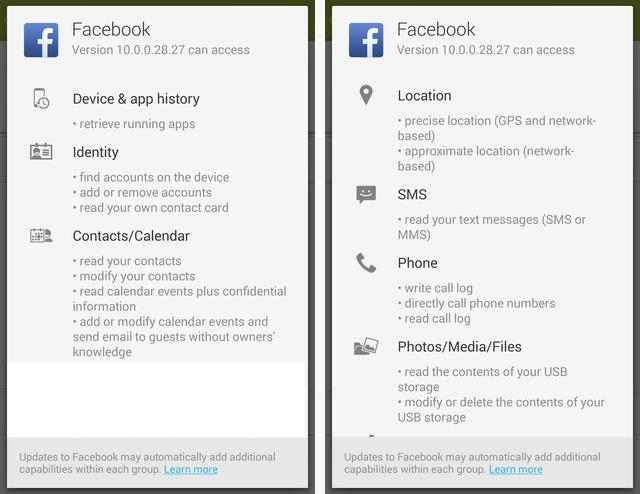 Facebook
Version 10.0.0.28.27 can access
Device & app history
• retrieve running apps
Identity
• find accounts on the device
• add or remove accounts
• read your own contact card
Contacts/Calendar
• read your contacts
• modify your contacts
• read calendar events plus confidential
information
• add or modify calendar events and
send email to guests without owners'
knowledge
Updates to Facebook may automatically add additional
capabilities within each group. Learn more
Facebook
Version 10.0.0.28.27 can access
Location
• precise location (GPS and network-
based)
• approximate location (network-
based)
SMS
• read your text messages (SMS or
MMS)
Phone
• write call log
• directly call phone numbers
• read call log
Photos/Media/Files
• read the contents of your USB
storage
• modify or delete the contents of your
USB storage
Updates to Facebook may automatically add additional
capabilities within each group. Learn more